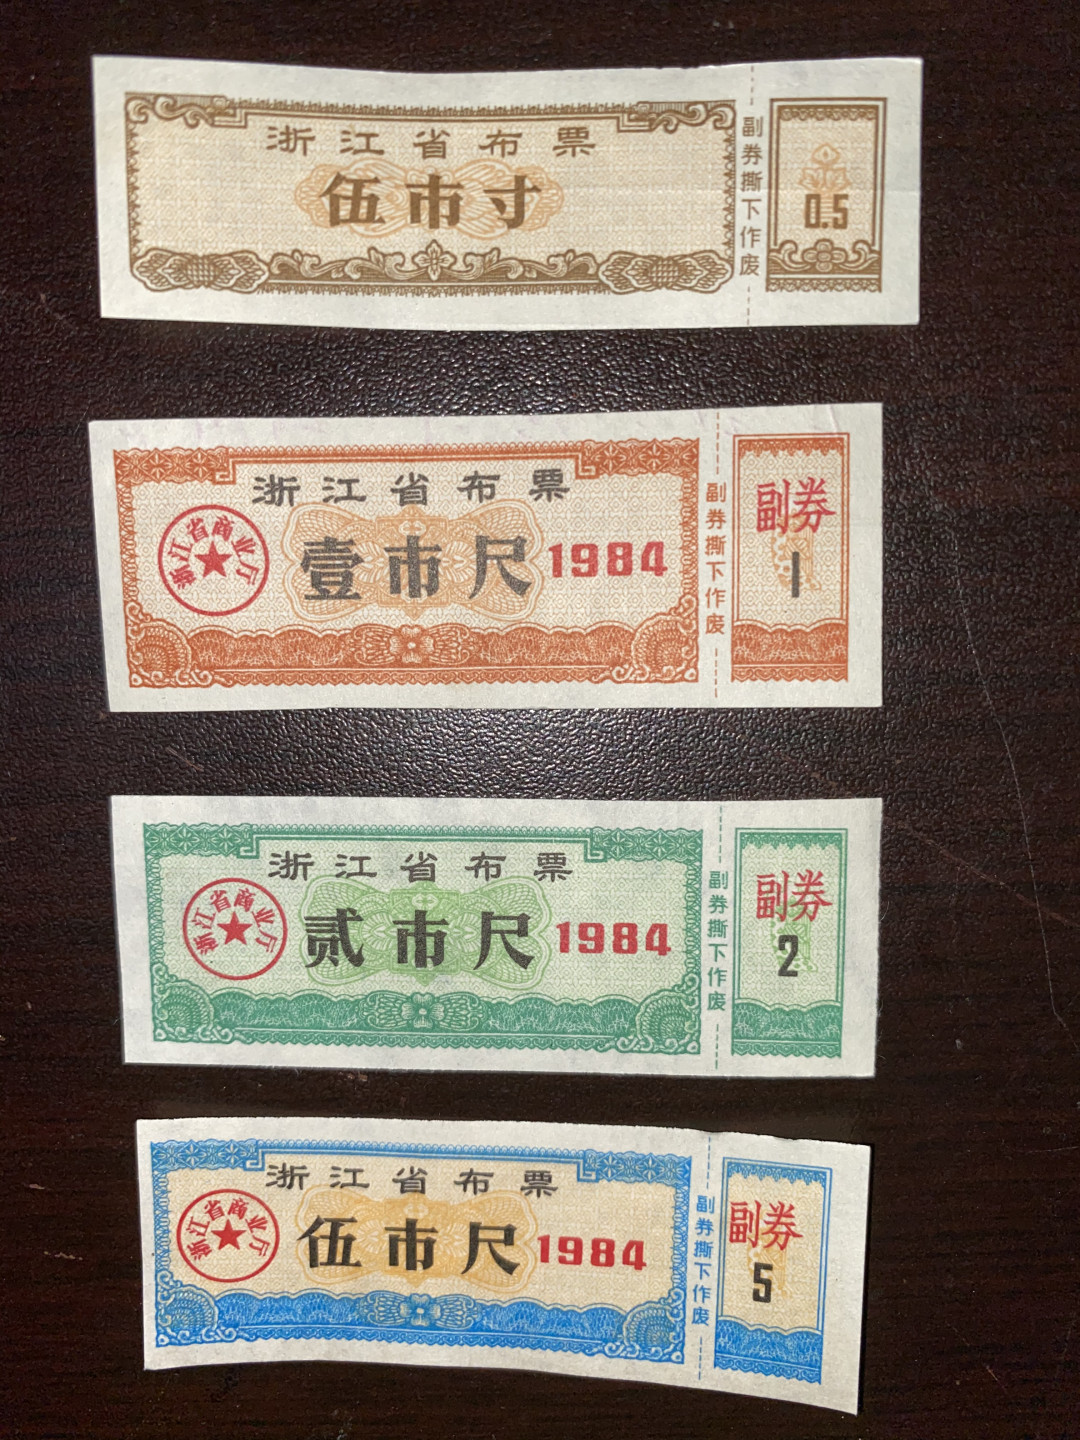 浙江省布票
伍市寸
副券撕下作废
0.5
浙江省布票
浙江省商业厅
壹市尺
1984
副券撕下作废
副券
1
浙江省布票
浙江省商业厅
贰市尺
1984
副券撕下作废
副券
2
浙江省布票
浙江省商业厅
伍市尺
1984
副券撕下作废
副券
5